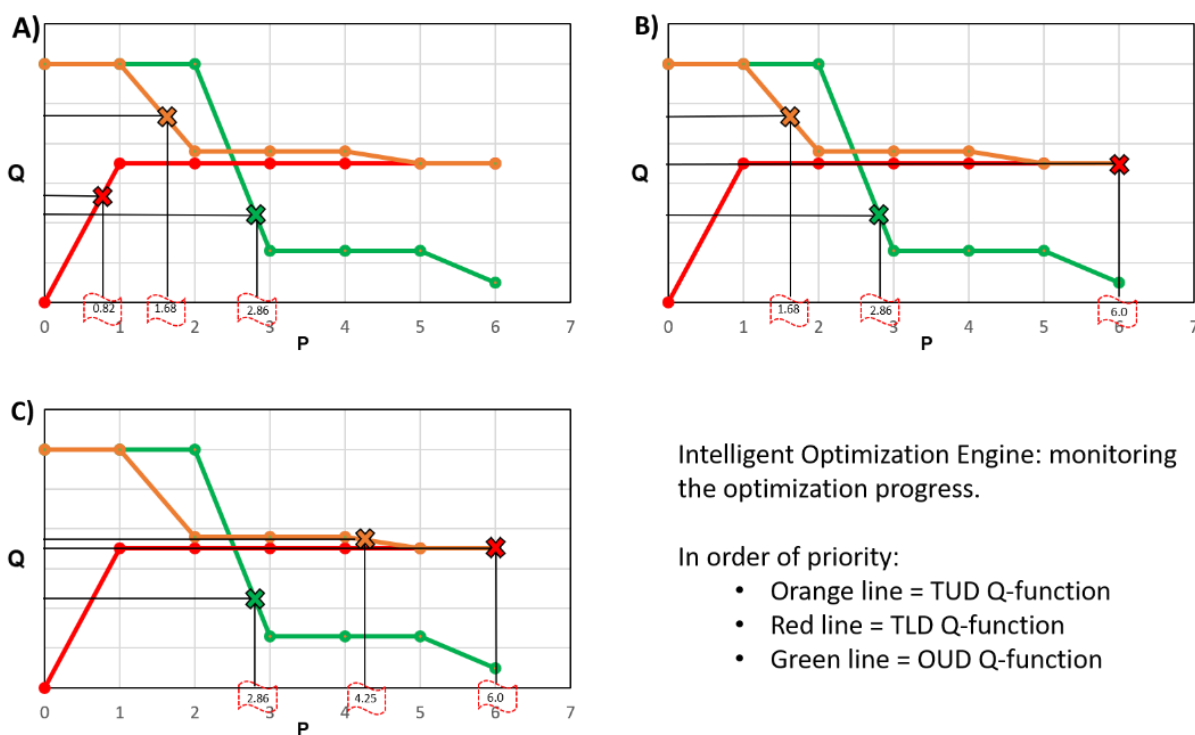 A)
Q
0.82 1.68 2.86
0 1 2 3 4 5 6 7
P
B)
Q
1.68 2.86 6.0
0 1 2 3 4 5 6 7
P
C)
Q
2.86 4.25 6.0
0 1 2 3 4 5 6 7
P
Intelligent Optimization Engine: monitoring
the optimization progress.
In order of priority:
• Orange line = TUD Q-function
• Red line = TLD Q-function
• Green line = OUD Q-function